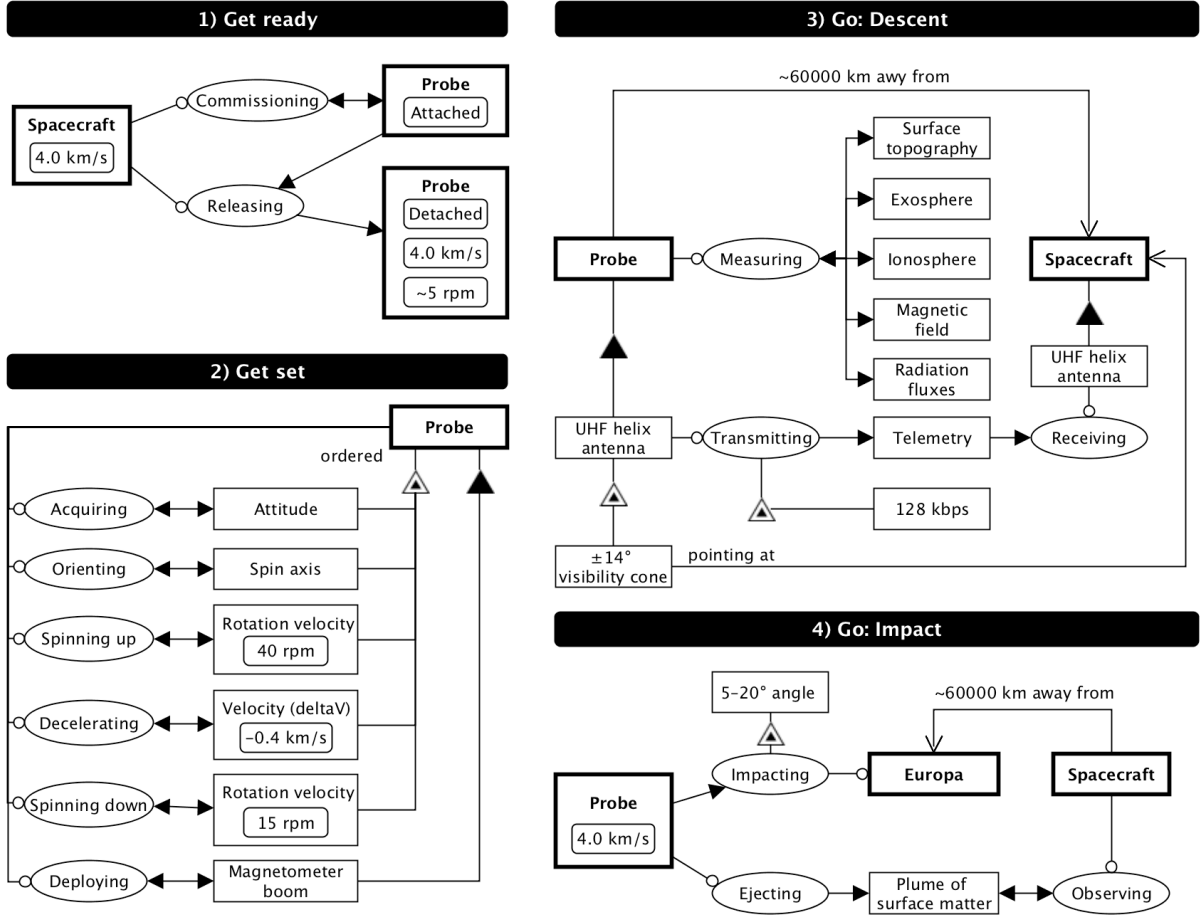 1) Get ready
Spacecraft
4.0 km/s
Commissioning
Releasing
Probe
Attached
Probe
Detached
4.0 km/s
~5 rpm
2) Get set
Probe
ordered
Acquiring
Attitude
Orienting
Spin axis
Spinning up
Rotation velocity
40 rpm
Decelerating
Velocity (deltaV)
-0.4 km/s
Spinning down
Rotation velocity
15 rpm
Deploying
Magnetometer
boom
3) Go: Descent
~60000 km awy from
Surface
topography
Exosphere
Probe
Measuring
Ionosphere
Spacecraft
Magnetic
field
Radiation
fluxes
UHF helix
antenna
UHF helix
antenna
Transmitting
Telemetry
Receiving
128 kbps
±14°
visibility cone
pointing at
4) Go: Impact
5-20° angle
~60000 km away from
Impacting
Europa
Spacecraft
Probe
4.0 km/s
Ejecting
Plume of
surface matter
Observing